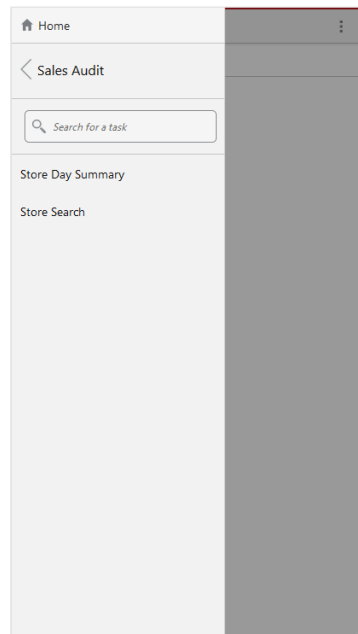 Home
Sales Audit
Search for a task
Store Day Summary
Store Search